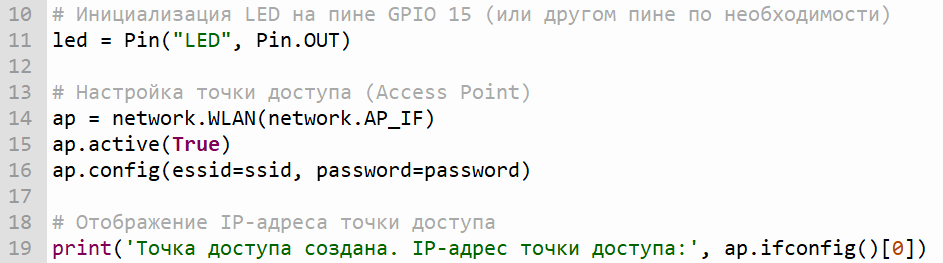 10 # Инициализация LED на пине GPIO 15 (или другом пине по необходимости)
11 led = Pin("LED", Pin.OUT)
12
13 # Настройка точки доступа (Access Point)
14 ap = network.WLAN(network.AP_IF)
15 ap.active(True)
16 ap.config(essid=ssid, password=password)
17
18 # Отображение IP-адреса точки доступа
19 print('Точка доступа создана. IP-адрес точки доступа:', ap.ifconfig()[0])